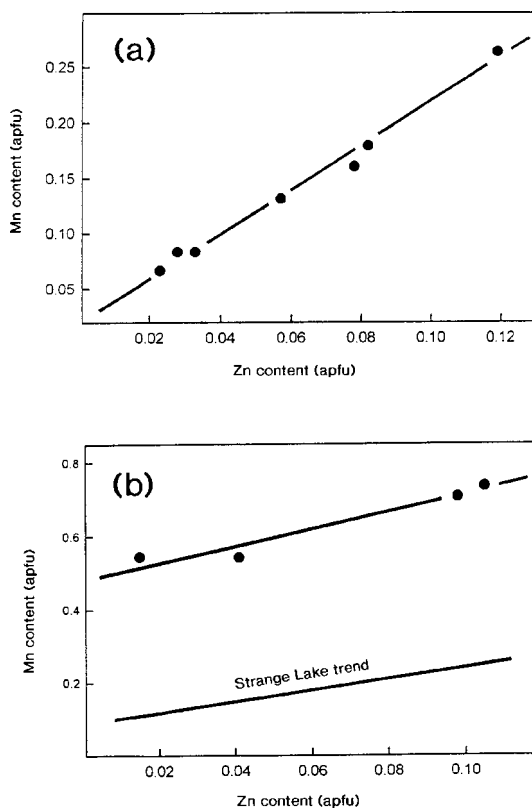 (a)
0.25
0.20
0.15
0.10
0.05
Mn content (apfu)
0.02 0.04 0.06 0.08 0.10 0.12
Zn content (apfu)
(b)
0.8
0.6
0.4
0.2
Mn content (apfu)
Strange Lake trend
0.02 0.04 0.06 0.08 0.10
Zn content (apfu)